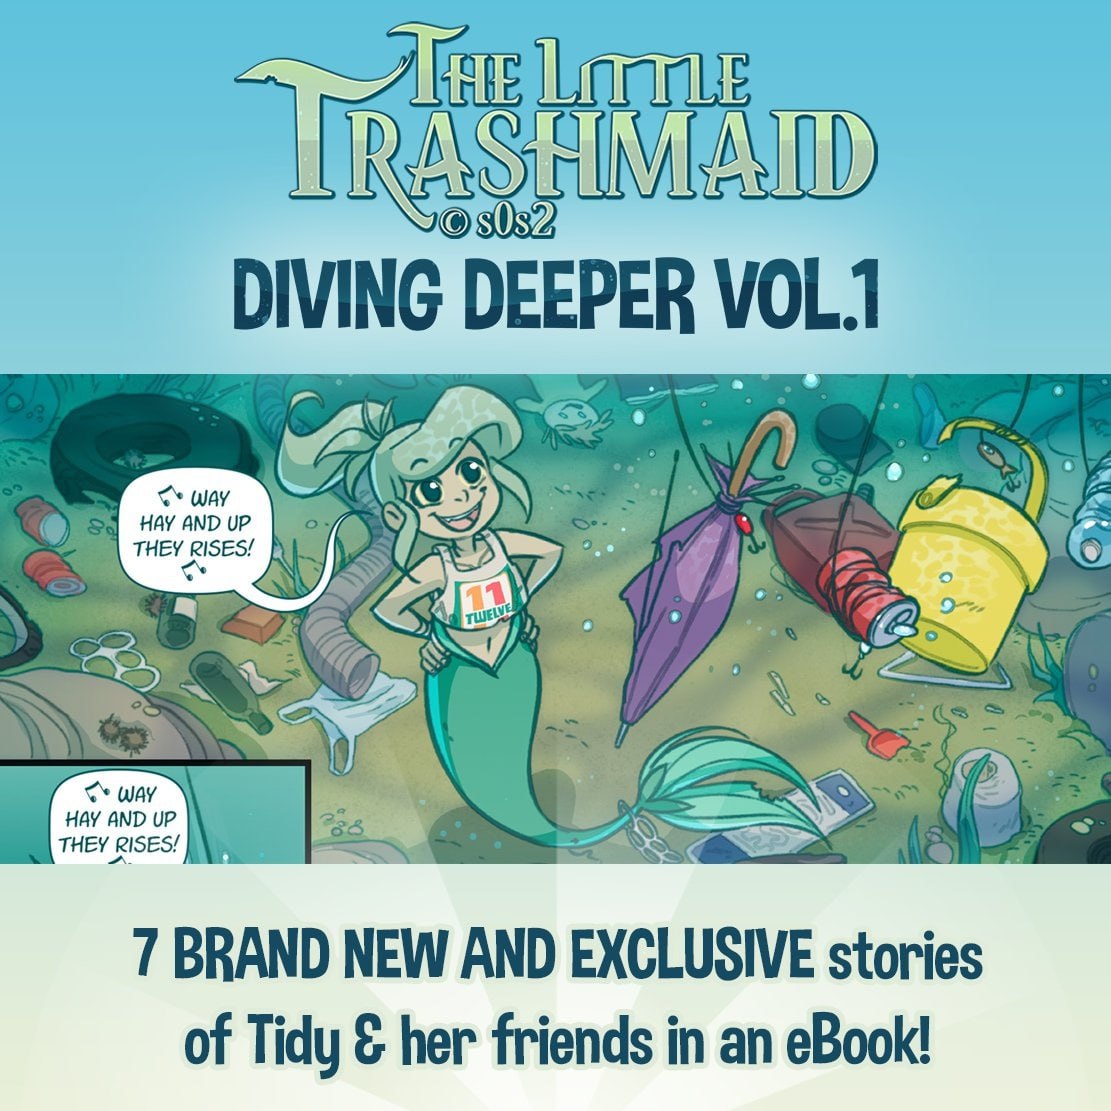 THE LITTLE
TRASHMAID
© s0s2
DIVING DEEPER VOL.1
♫ WAY
HAY AND UP
THEY RISES!
♫
11
TWELVE
♫ WAY
HAY AND UP
THEY RISES!
7 BRAND NEW AND EXCLUSIVE stories
of Tidy & her friends in an eBook!